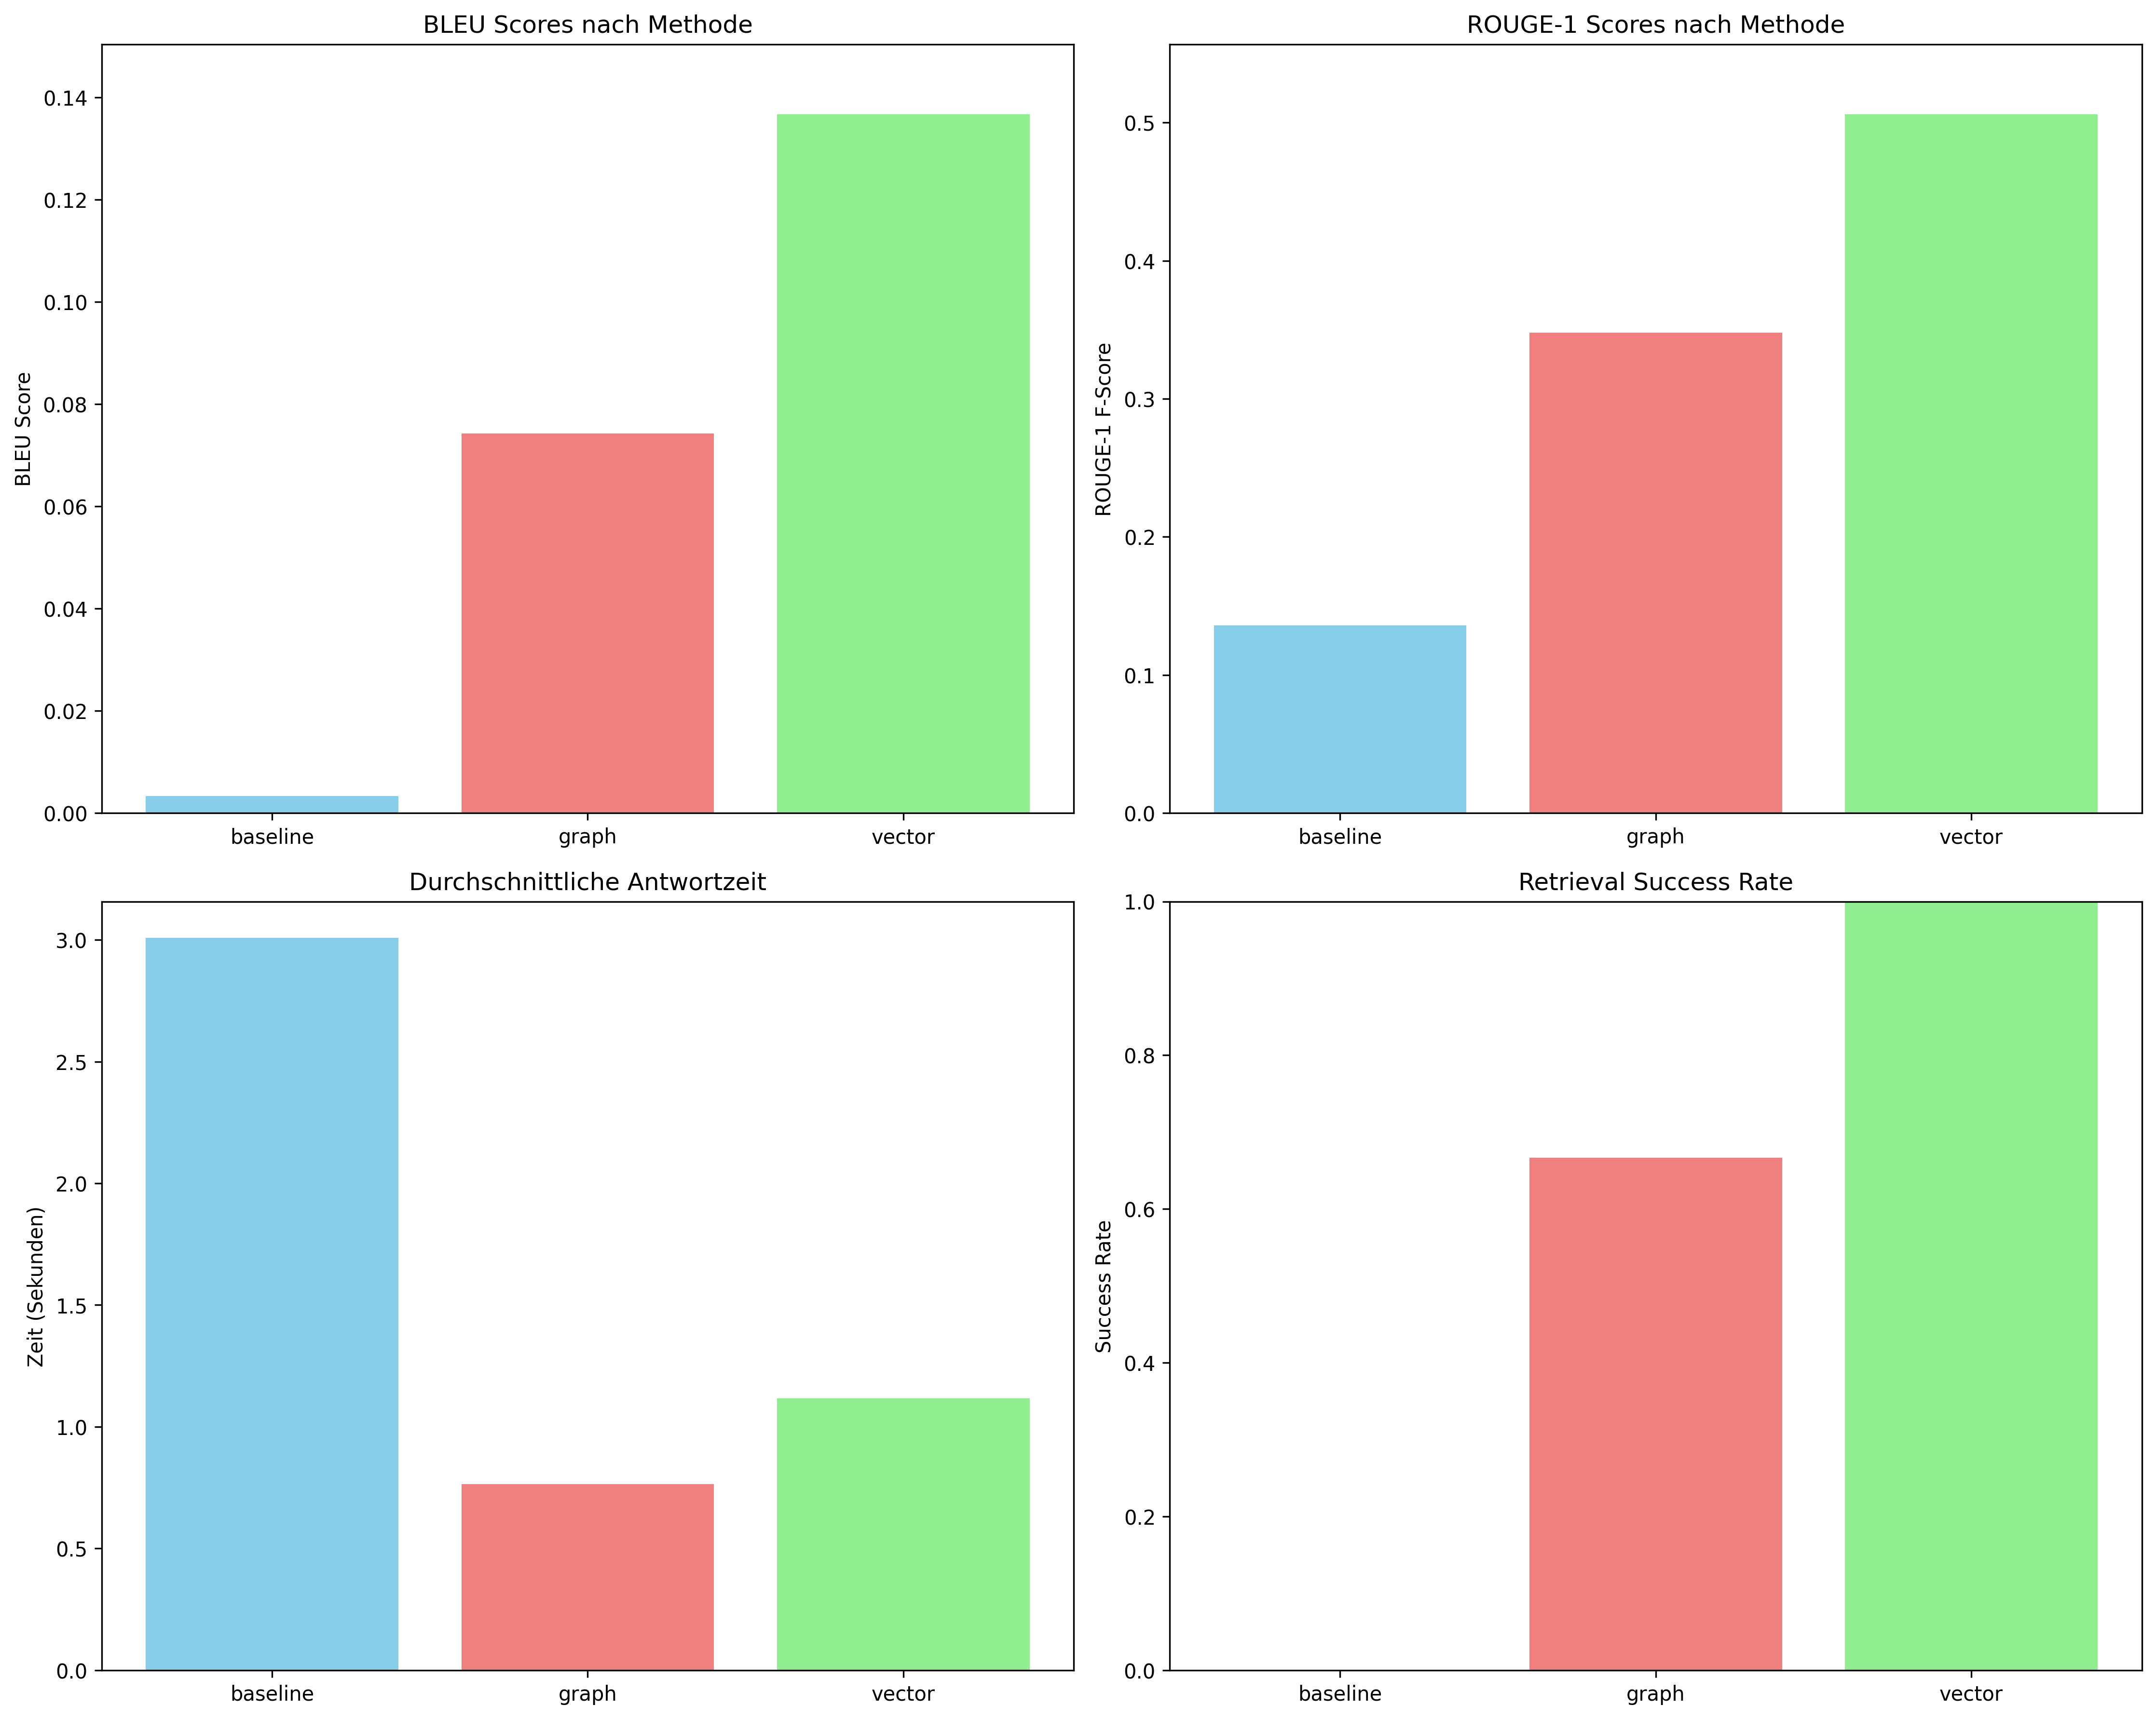 BLEU Scores nach Methode
BLEU Score
0.14
0.12
0.10
0.08
0.06
0.04
0.02
0.00
baseline graph vector
ROUGE-1 Scores nach Methode
ROUGE-1 F-Score
0.5
0.4
0.3
0.2
0.1
0.0
baseline graph vector
Durchschnittliche Antwortzeit
Zeit (Sekunden)
3.0
2.5
2.0
1.5
1.0
0.5
0.0
baseline graph vector
Retrieval Success Rate
Success Rate
1.0
0.8
0.6
0.4
0.2
0.0
baseline graph vector